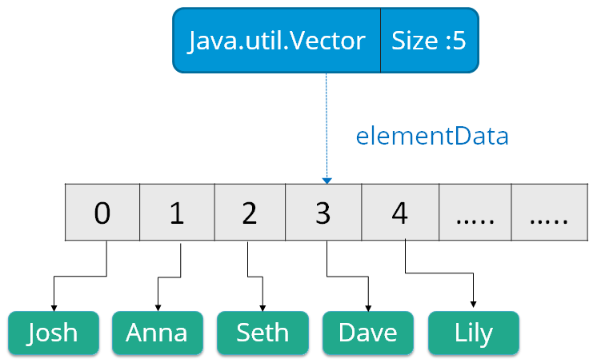 Java.util.Vector Size :5
elementData
0 1 2 3 4 ..... .....
Josh Anna Seth Dave Lily